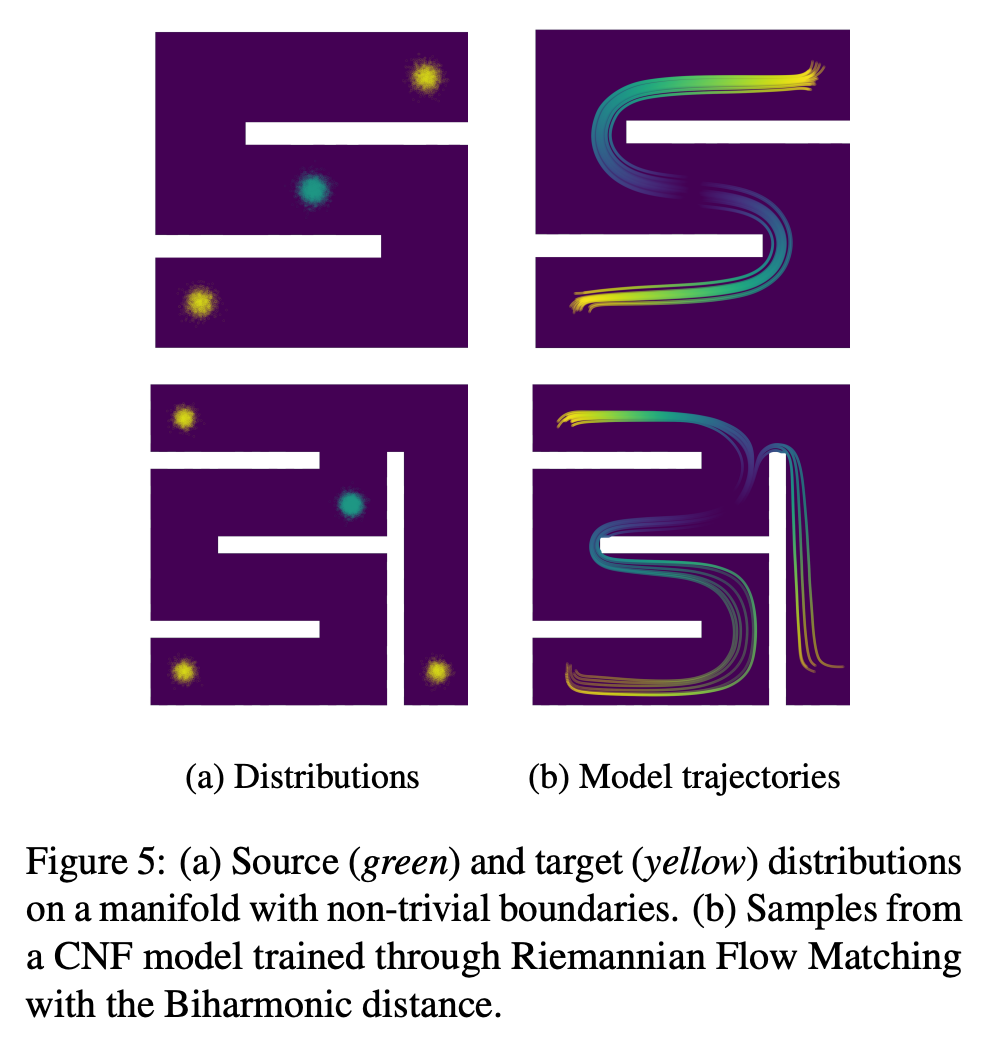 (a) Distributions
(b) Model trajectories
Figure 5: (a) Source (green) and target (yellow) distributions
on a manifold with non-trivial boundaries. (b) Samples from
a CNF model trained through Riemannian Flow Matching
with the Biharmonic distance.